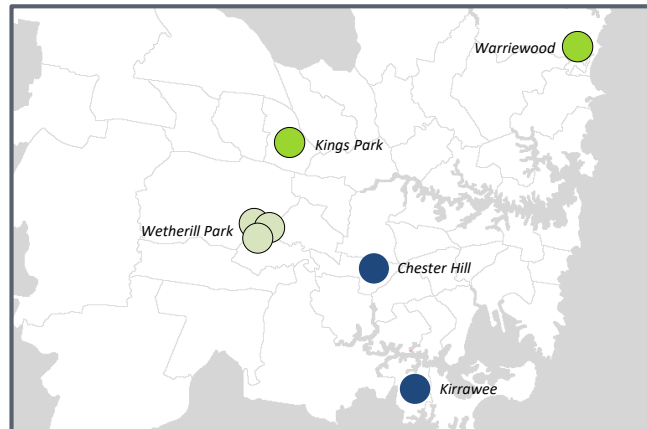 Warriewood
Kings Park
Wetherill Park
Chester Hill
Kirrawee